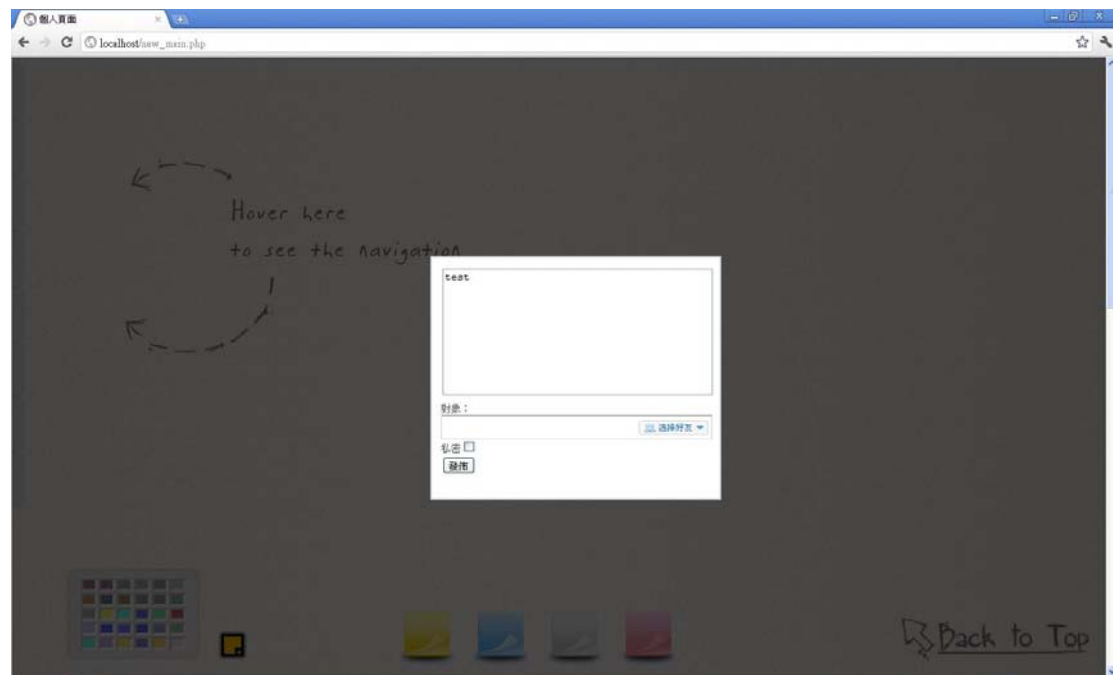 個人頁面
localhost/new_main.php
Hover here
to see the navigation
test
對象：
选择好友
私密
發佈
Back to Top